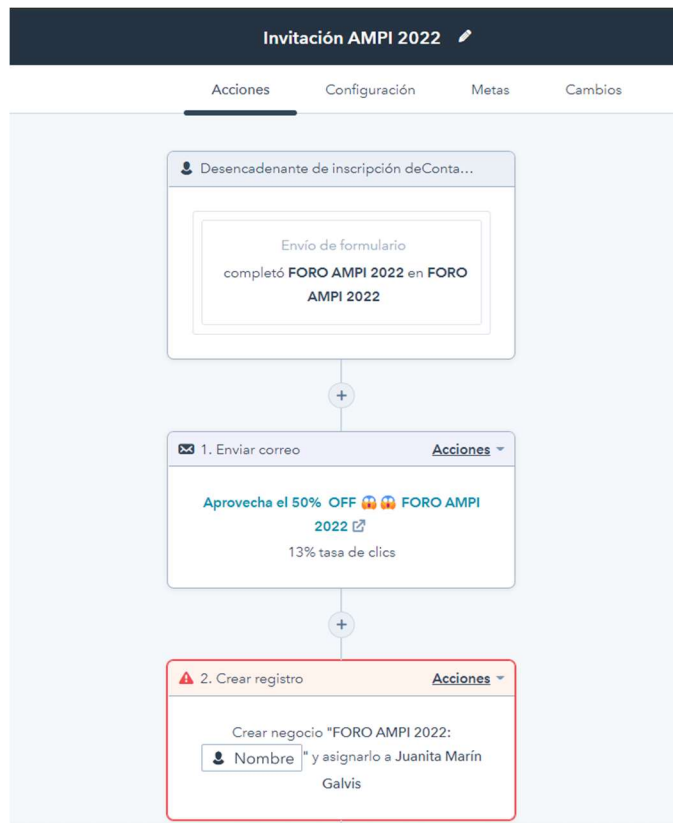 Invitación AMPI 2022
Acciones Configuración Metas Cambios
Desencadenante de inscripción deConta...
Envío de formulario
completó FORO AMPI 2022 en FORO
AMPI 2022
+
1. Enviar correo Acciones
Aprovecha el 50% OFF 😱😱 FORO AMPI
2022
13% tasa de clics
+
2. Crear registro Acciones
Crear negocio "FORO AMPI 2022:
Nombre " y asignarlo a Juanita Marín
Galvis